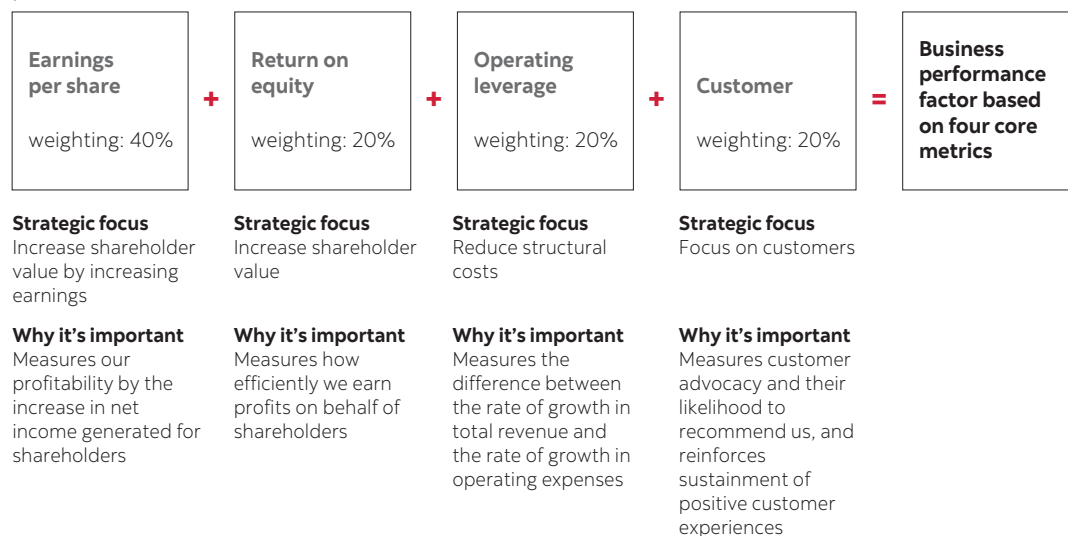 Earnings
per share
weighting: 40%
+
Return on
equity
weighting: 20%
+
Operating
leverage
weighting: 20%
+
Customer
weighting: 20%
=
Business
performance
factor based
on four core
metrics
Strategic focus
Increase shareholder
value by increasing
earnings
Why it's important
Measures our
profitability by the
increase in net
income generated for
shareholders
Strategic focus
Increase shareholder
value
Why it's important
Measures how
efficiently we earn
profits on behalf of
shareholders
Strategic focus
Reduce structural
costs
Why it's important
Measures the
difference between
the rate of growth in
total revenue and
the rate of growth in
operating expenses
Strategic focus
Focus on customers
Why it's important
Measures customer
advocacy and their
likelihood to
recommend us, and
reinforces
sustainment of
positive customer
experiences